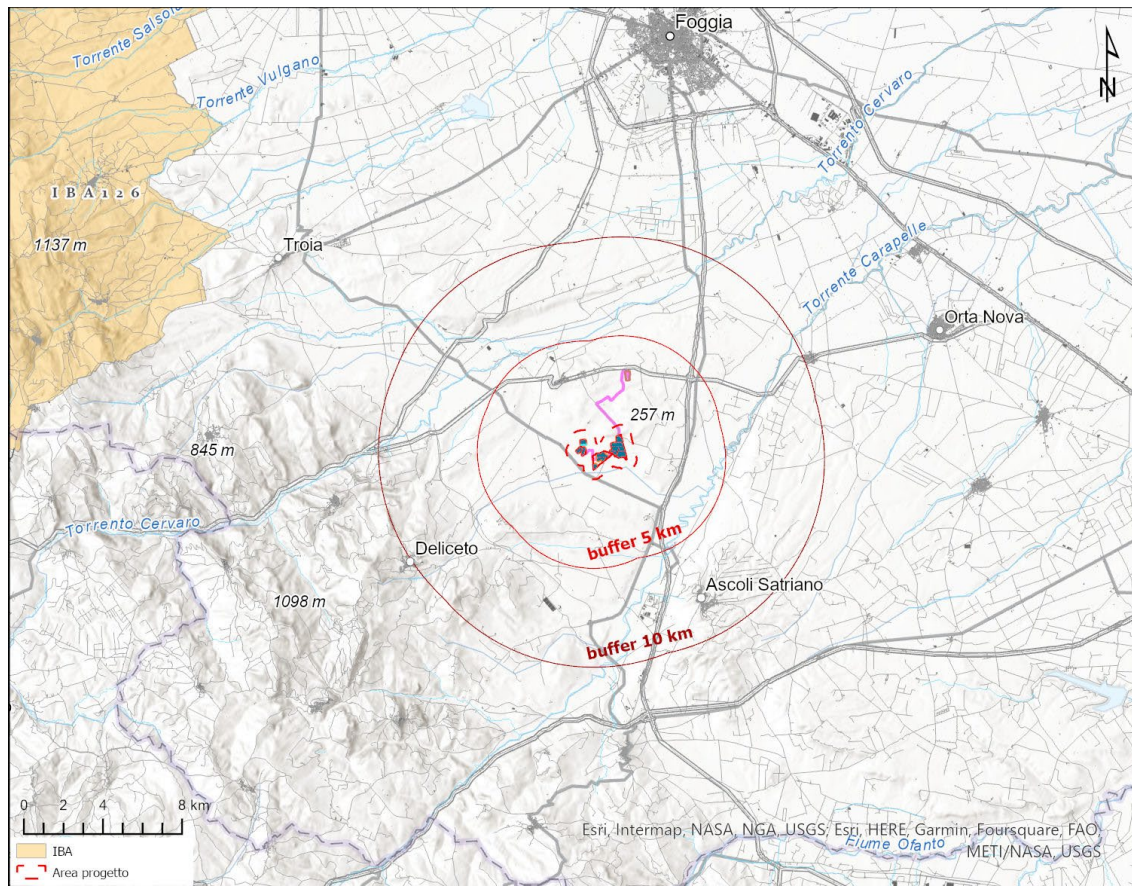 Foggia
Torrente Salsola
Torrente Vulgano
N
Torrento Cervaro
IBA126
1137 m
Troia
Torrente Carapelle
Orta Nova
257 m
845 m
Torrento Cervaro
buffer 5 km
Deliceto
Ascoli Satriano
1098 m
buffer 10 km
0 2 4 8 km
IBA
Area progetto
Esri, Intermap, NASA, NGA, USGS, Esri, HERE, Garmin, Foursquare, FAO,
METI/NASA, USGS
Fiume Ofanto